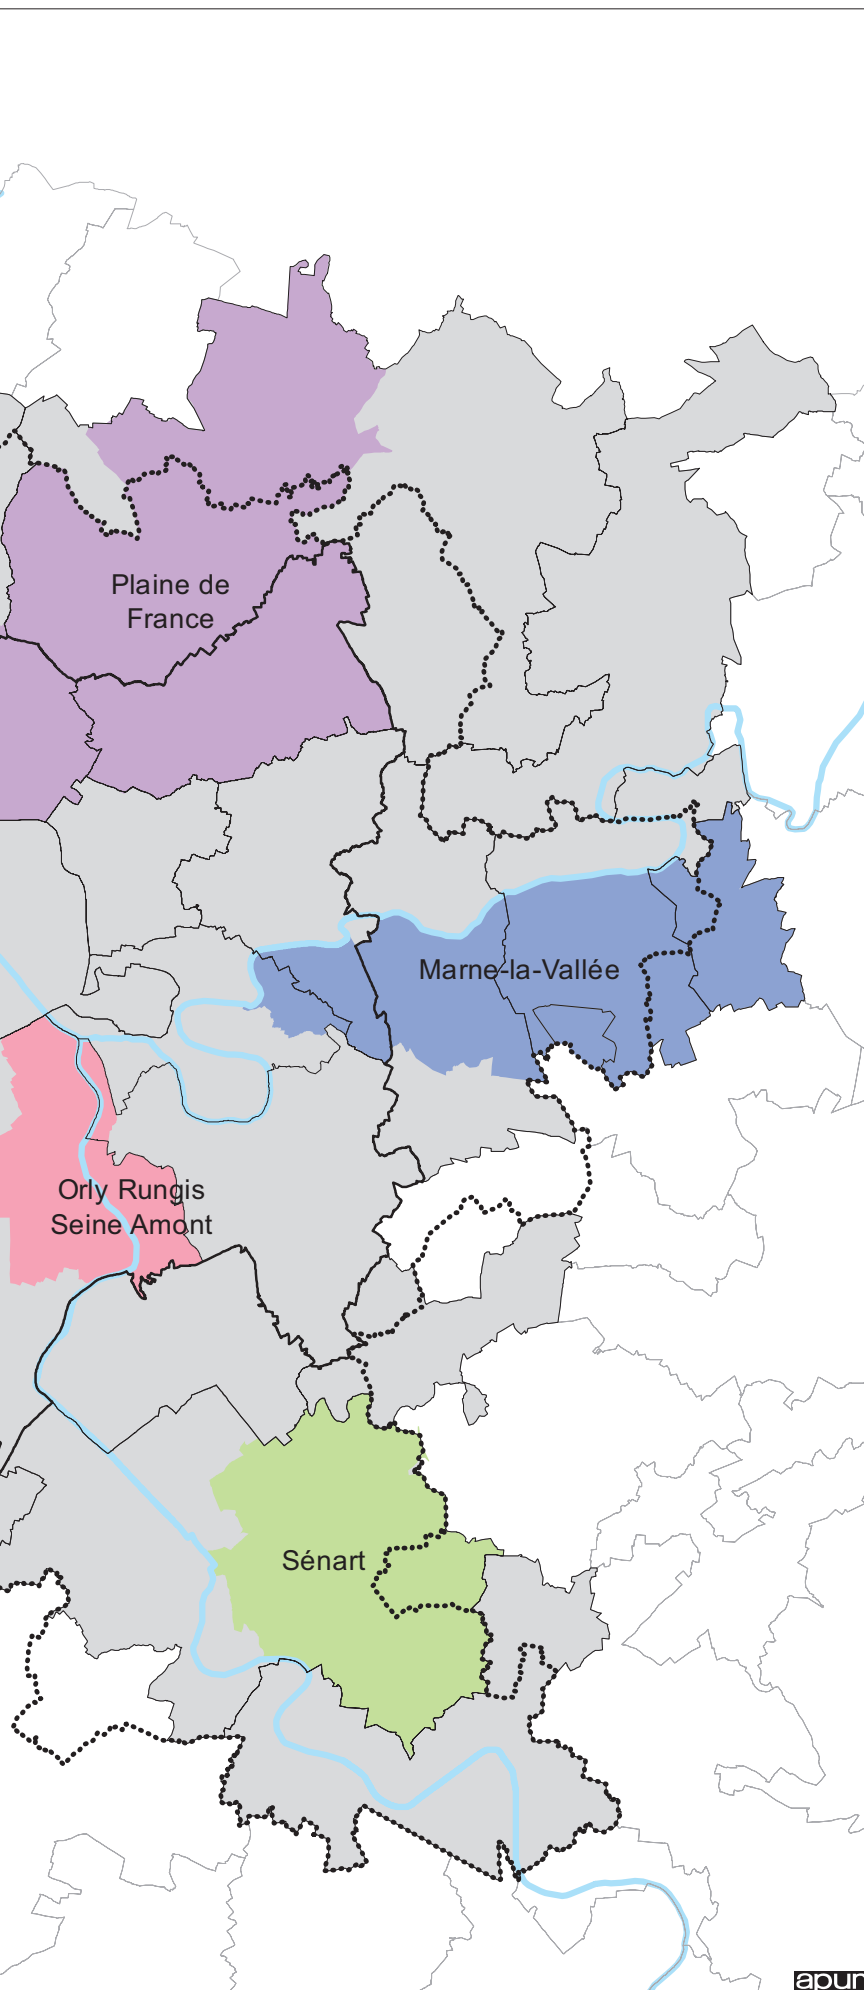 Plaine de
France
Marne-la-Vallée
Orly Rungis
Seine Amont
Sénart
apur